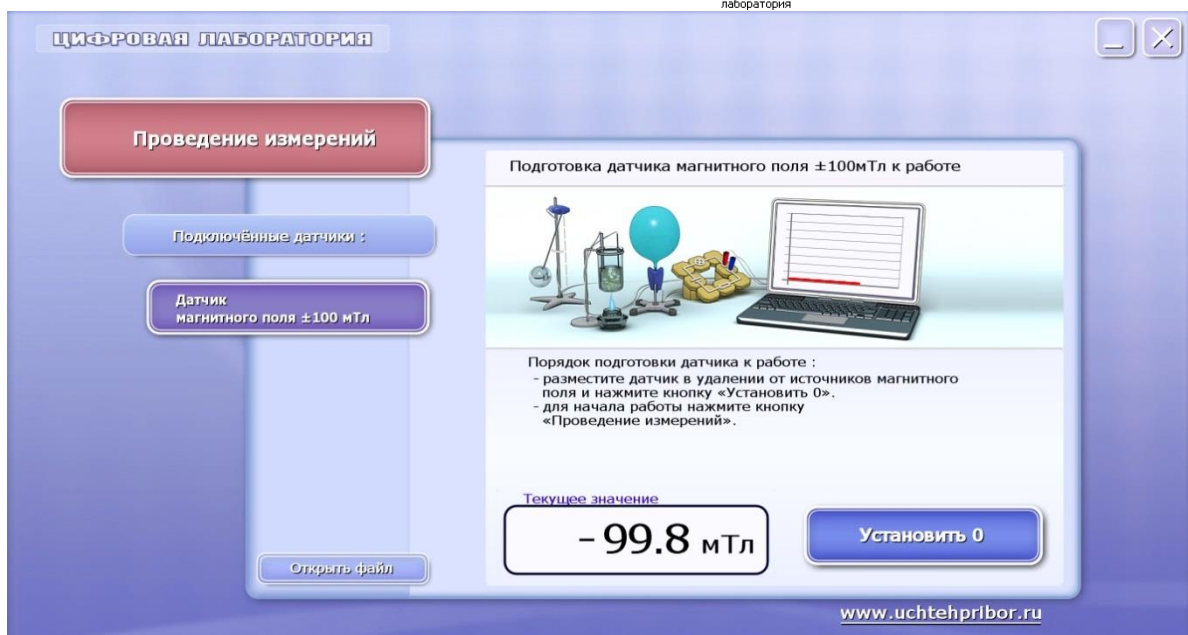 лаборатория
ЦИФРОВАЯ ЛАБОРАТОРИЯ
Проведение измерений
Подключённые датчики :
Датчик
магнитного поля ±100 мТл
Открыть файл
Подготовка датчика магнитного поля ±100мТл к работе
Порядок подготовки датчика к работе :
- разместите датчик в удалении от источников магнитного
поля и нажмите кнопку «Установить 0».
- для начала работы нажмите кнопку
«Проведение измерений».
Текущее значение
-99.8 мТл
Установить 0
www.uchtehpribor.ru